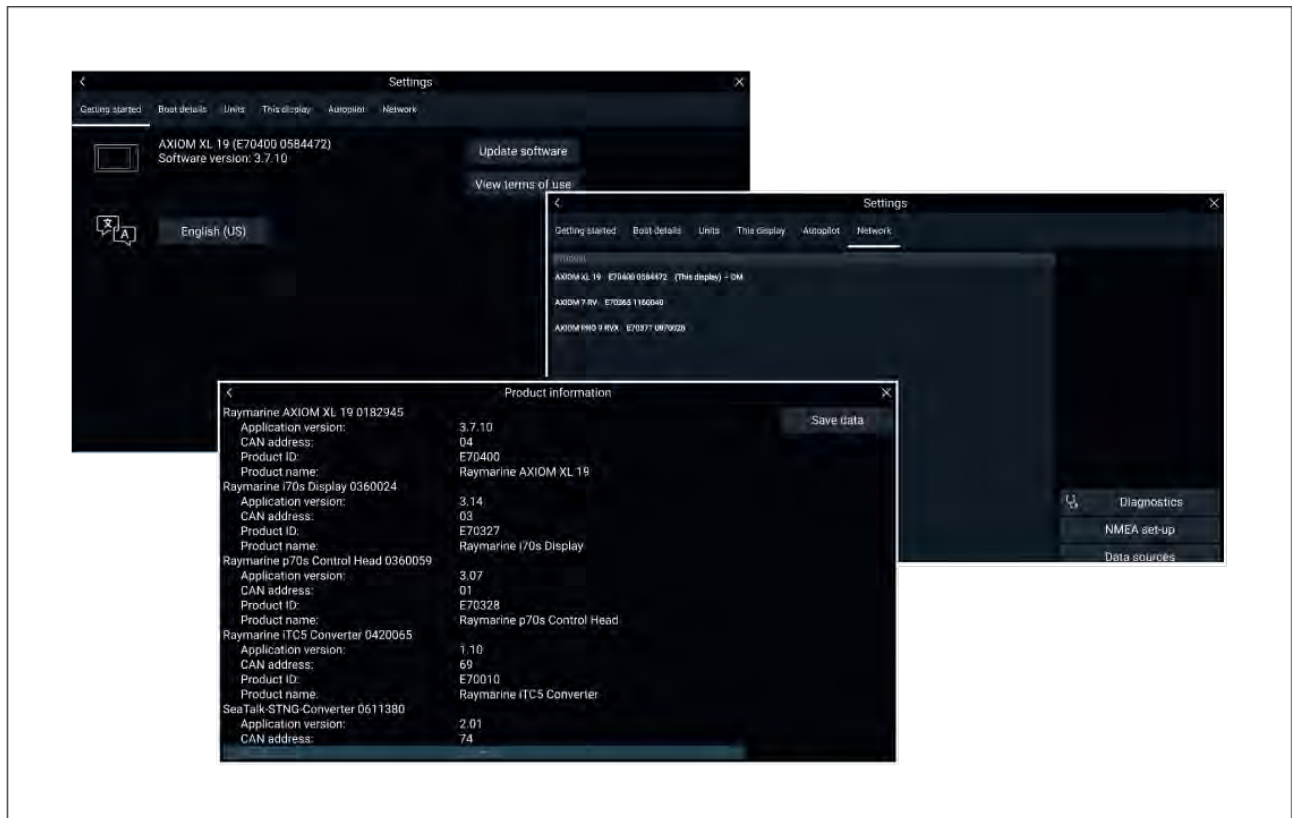 Settings
Getting started Boat details Units This display Autopilot Network
AXIOM XL 19 (E70400 0584472)
Software version: 3.7.10
Update software
View terms of use
English (US)
Settings
Getting started Boat details Units This display Autopilot Network
Product
AXIOM XL 19 E70400 0584472 (This display) – DM
AXIOM 7 RV E70365 1160040
AXIOM PRO 9 RVX E70371
Diagnostics
NMEA set-up
Data sources
Product information
Save data
Raymarine AXIOM XL 19 0182945
Application version: 3.7.10
CAN address: 04
Product ID: E70400
Product name: Raymarine AXIOM XL 19
Raymarine i70s Display 0360024
Application version: 3.14
CAN address: 03
Product ID: E70327
Product name: Raymarine i70s Display
Raymarine p70s Control Head 0360059
Application version: 3.07
CAN address: 01
Product ID: E70328
Product name: Raymarine p70s Control Head
Raymarine iTC5 Converter 0420065
Application version: 1.10
CAN address: 69
Product ID: E70010
Product name: Raymarine iTC5 Converter
SeaTalk-STNG-Converter 0611380
Application version: 2.01
CAN address: 74